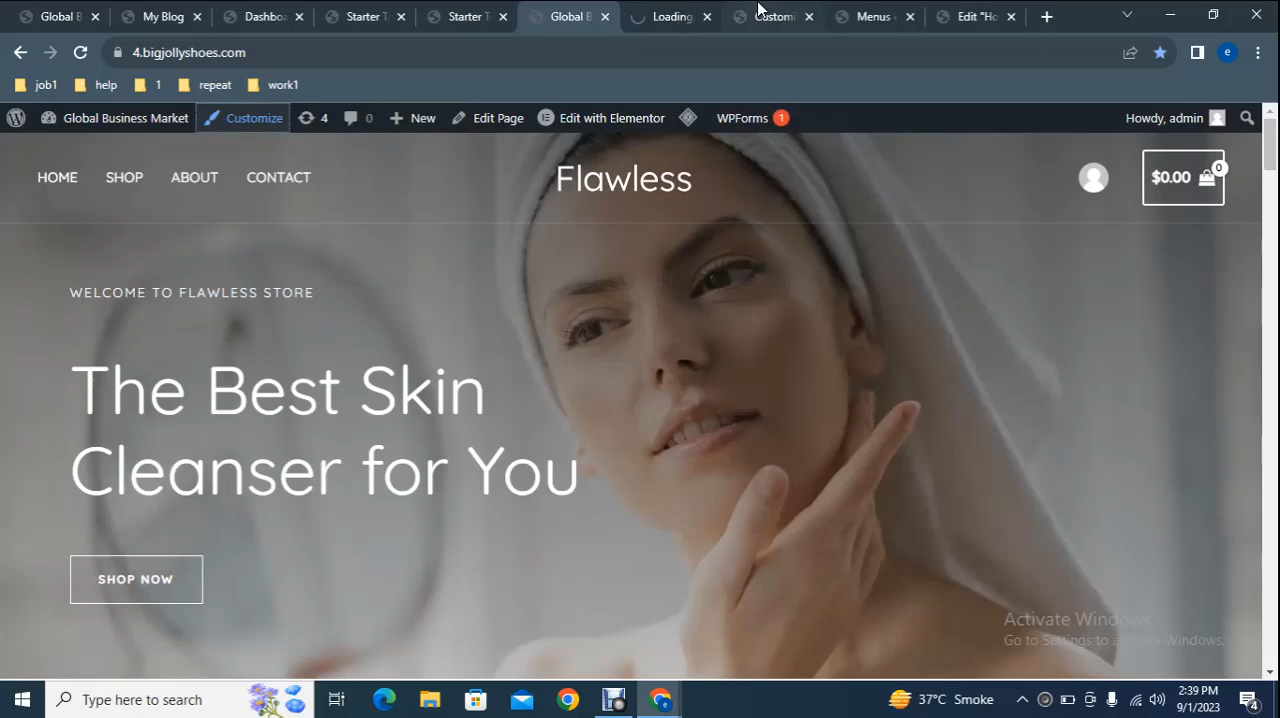 Global B
My Blog
Dashbo
Starter T
Starter T
Global B
Loading
Customi
Menus
Edit "Ho
4.bigjollyshoes.com
e
job1
help
1
repeat
work1
Global Business Market
Customize
4
0
New
Edit Page
Edit with Elementor
WPForms 1
Howdy, admin
HOME
SHOP
ABOUT
CONTACT
Flawless
$0.00
0
WELCOME TO FLAWLESS STORE
The Best Skin
Cleanser for You
SHOP NOW
Activate Windows
Go to Settings to activate Windows.
Type here to search
37°C Smoke
2:39 PM
9/1/2023
4